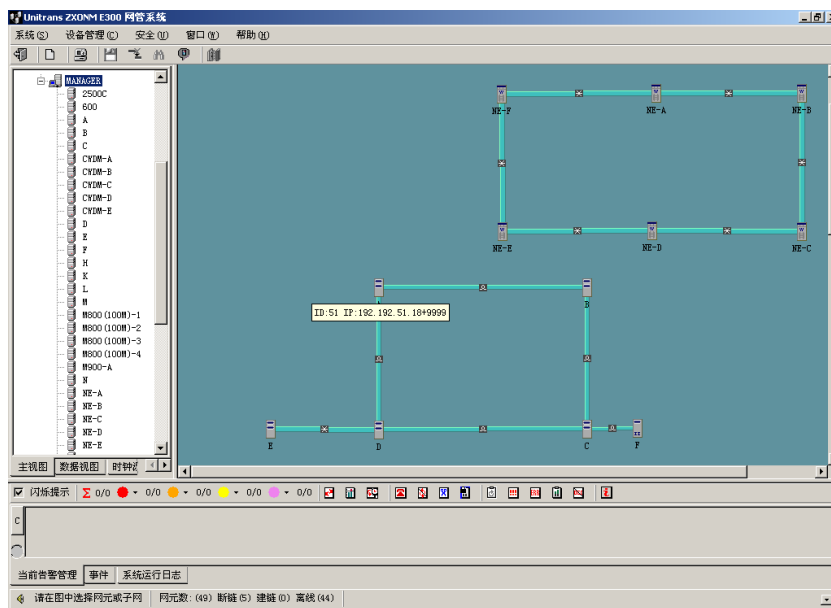 Unitrans ZXONM E300 网管系统
系统(S) 设备管理(C) 安全(U) 窗口(W) 帮助(H)
MANAGER
2500C
600
A
B
C
CWDM-A
CWDM-B
CWDM-C
CWDM-D
CWDM-E
D
E
F
H
K
L
M
M800(100M)-1
M800(100M)-2
M800(100M)-3
M800(100M)-4
M900-A
N
NE-A
NE-B
NE-C
NE-D
NE-E
NE-F NE-A NE-B
NE-E NE-D NE-C
B
ID:51 IP:192.192.51.18+9999
E D C F
主视图 数据视图
闪烁提示 Σ 0/0 0/0 0/0 0/0 0/0
C
当前告警管理 事件 系统运行日志
请在图中选择网元或子网 网元数:(49) 断链(5) 建链(0) 离线(44)